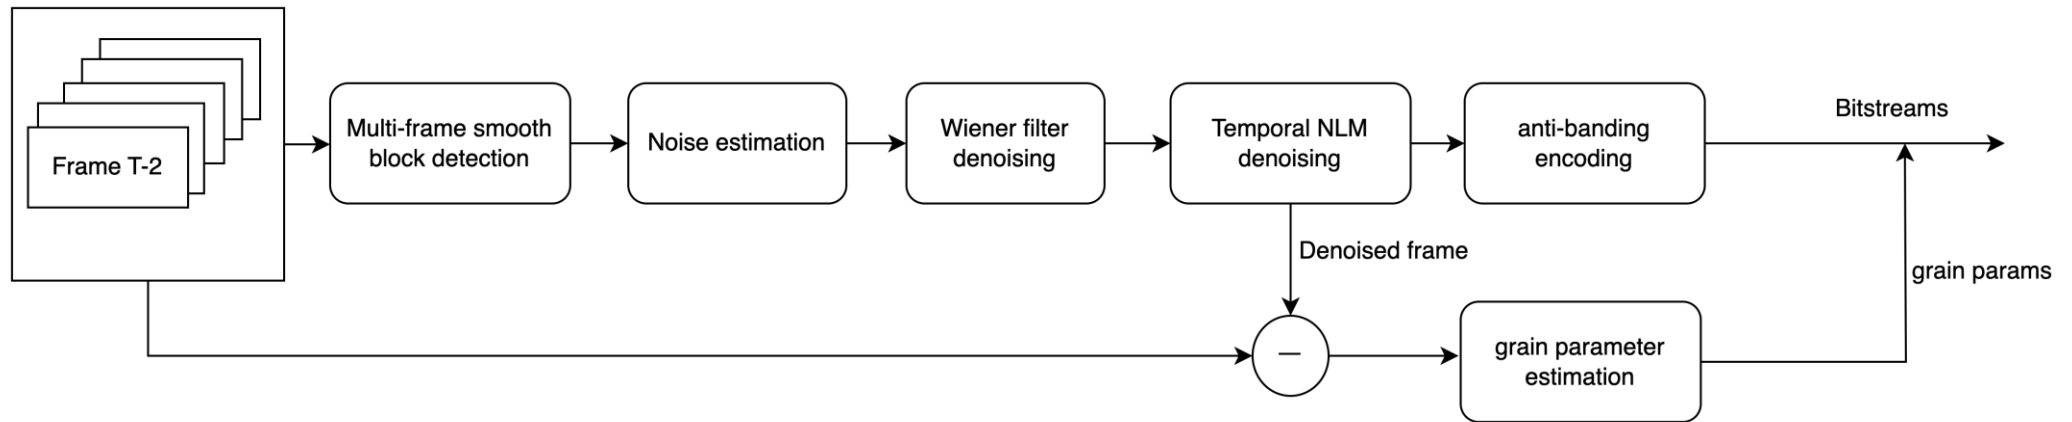 Frame T-2
Multi-frame smooth
block detection
Noise estimation
Wiener filter
denoising
Temporal NLM
denoising
anti-banding
encoding
Bitstreams
Denoised frame
grain params
grain parameter
estimation